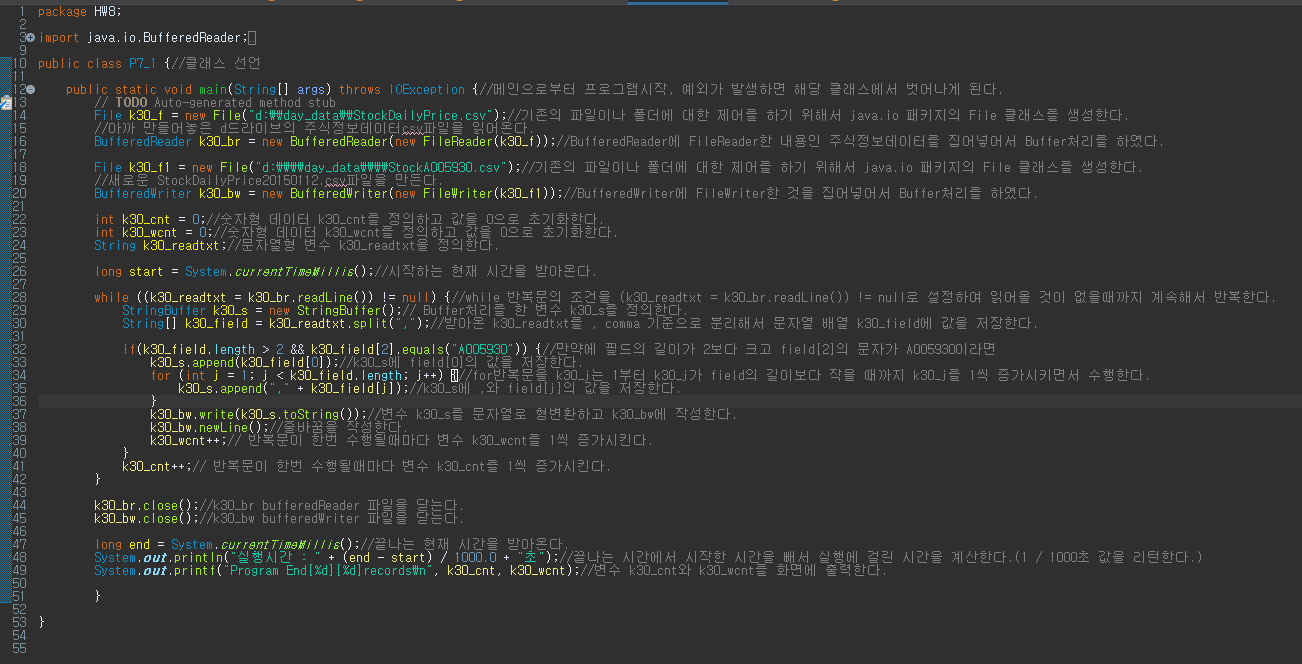 1 package HW8;
2
3 import java.io.BufferedReader;
9
10 public class P7_1 {//클래스 선언
11
12 public static void main(String[] args) throws IOException {//메인으로부터 프로그램시작, 예외가 발생하면 해당 클래스에서 벗어나게 된다.
13 // TODO Auto-generated method stub
14 File k30_f = new File("d:₩₩day_data₩₩StockDailyPrice.csv");//기존의 파일이나 폴더에 대한 제어를 하기 위해서 java.io 패키지의 File 클래스를 생성한다.
15 //아까 만들어놓은 d드라이브의 주식정보데이터csv파일을 읽어온다.
16 BufferedReader k30_br = new BufferedReader(new FileReader(k30_f));//BufferedReader에 FileReader한 내용인 주식정보데이터를 집어넣어서 Buffer처리를 하였다.
17
18 File k30_f1 = new File("d:₩₩₩₩day_data₩₩₩₩StockA005930.csv");//기존의 파일이나 폴더에 대한 제어를 하기 위해서 java.io 패키지의 File 클래스를 생성한다.
19 //새로운 StockDailyPrice20150112.csv파일을 만든다.
20 BufferedWriter k30_bw = new BufferedWriter(new FileWriter(k30_f1));//BufferedWriter에 FileWriter한 것을 집어넣어서 Buffer처리를 하였다.
21
22 int k30_cnt = 0;//숫자형 데이터 k30_cnt를 정의하고 값을 0으로 초기화한다.
23 int k30_wcnt = 0;//숫자형 데이터 k30_wcnt를 정의하고 값을 0으로 초기화한다.
24 String k30_readtxt;//문자열형 변수 k30_readtxt를 정의한다.
25
26 long start = System.currentTimeMillis();//시작하는 현재 시간을 받아온다.
27
28 while ((k30_readtxt = k30_br.readLine()) != null) {//while 반복문의 조건을 (k30_readtxt = k30_br.readLine()) != null로 설정하여 읽어올 것이 없을때까지 계속해서 반복한다.
29 StringBuffer k30_s = new StringBuffer();// Buffer처리를 한 변수 k30_s를 정의한다.
30 String[] k30_field = k30_readtxt.split(",");//받아온 k30_readtxt를 , comma 기준으로 분리해서 문자열 배열 k30_field에 값을 저장한다.
31
32 if(k30_field.length > 2 && k30_field[2].equals("A005930")) {//만약에 필드의 길이가 2보다 크고 field[2]의 문자가 A005930이라면
33 k30_s.append(k30_field[0]);//k30_s에 field[0]의 값을 저장한다.
34 for (int j = 1; j < k30_field.length; j++) {//for반복문을 k30_j는 1부터 k30_j가 field의 길이보다 작을 때까지 k30_j를 1씩 증가시키면서 수행한다.
35 k30_s.append("," + k30_field[j]);//k30_s에 ,와 field[j]의 값을 저장한다.
36 }
37 k30_bw.write(k30_s.toString());//변수 k30_s를 문자열로 형변환하고 k30_bw에 작성한다.
38 k30_bw.newLine();//줄바꿈을 작성한다.
39 k30_wcnt++;// 반복문이 한번 수행될때마다 변수 k30_wcnt를 1씩 증가시킨다.
40 }
41 k30_cnt++;// 반복문이 한번 수행될때마다 변수 k30_cnt를 1씩 증가시킨다.
42 }
43
44 k30_br.close();//k30_br bufferedReader 파일을 닫는다.
45 k30_bw.close();//k30_bw bufferedWriter 파일을 닫는다.
46
47 long end = System.currentTimeMillis();//끝나는 현재 시간을 받아온다.
48 System.out.println("실행시간 : " + (end - start) / 1000.0 + "초");//끝나는 시간에서 시작한 시간을 빼서 실행에 걸린 시간을 계산한다.(1 / 1000초 값을 리턴한다.)
49 System.out.printf("Program End[%d][%d]records₩n", k30_cnt, k30_wcnt);//변수 k30_cnt와 k30_wcnt를 화면에 출력한다.
50
51 }
52
53 }
54
55